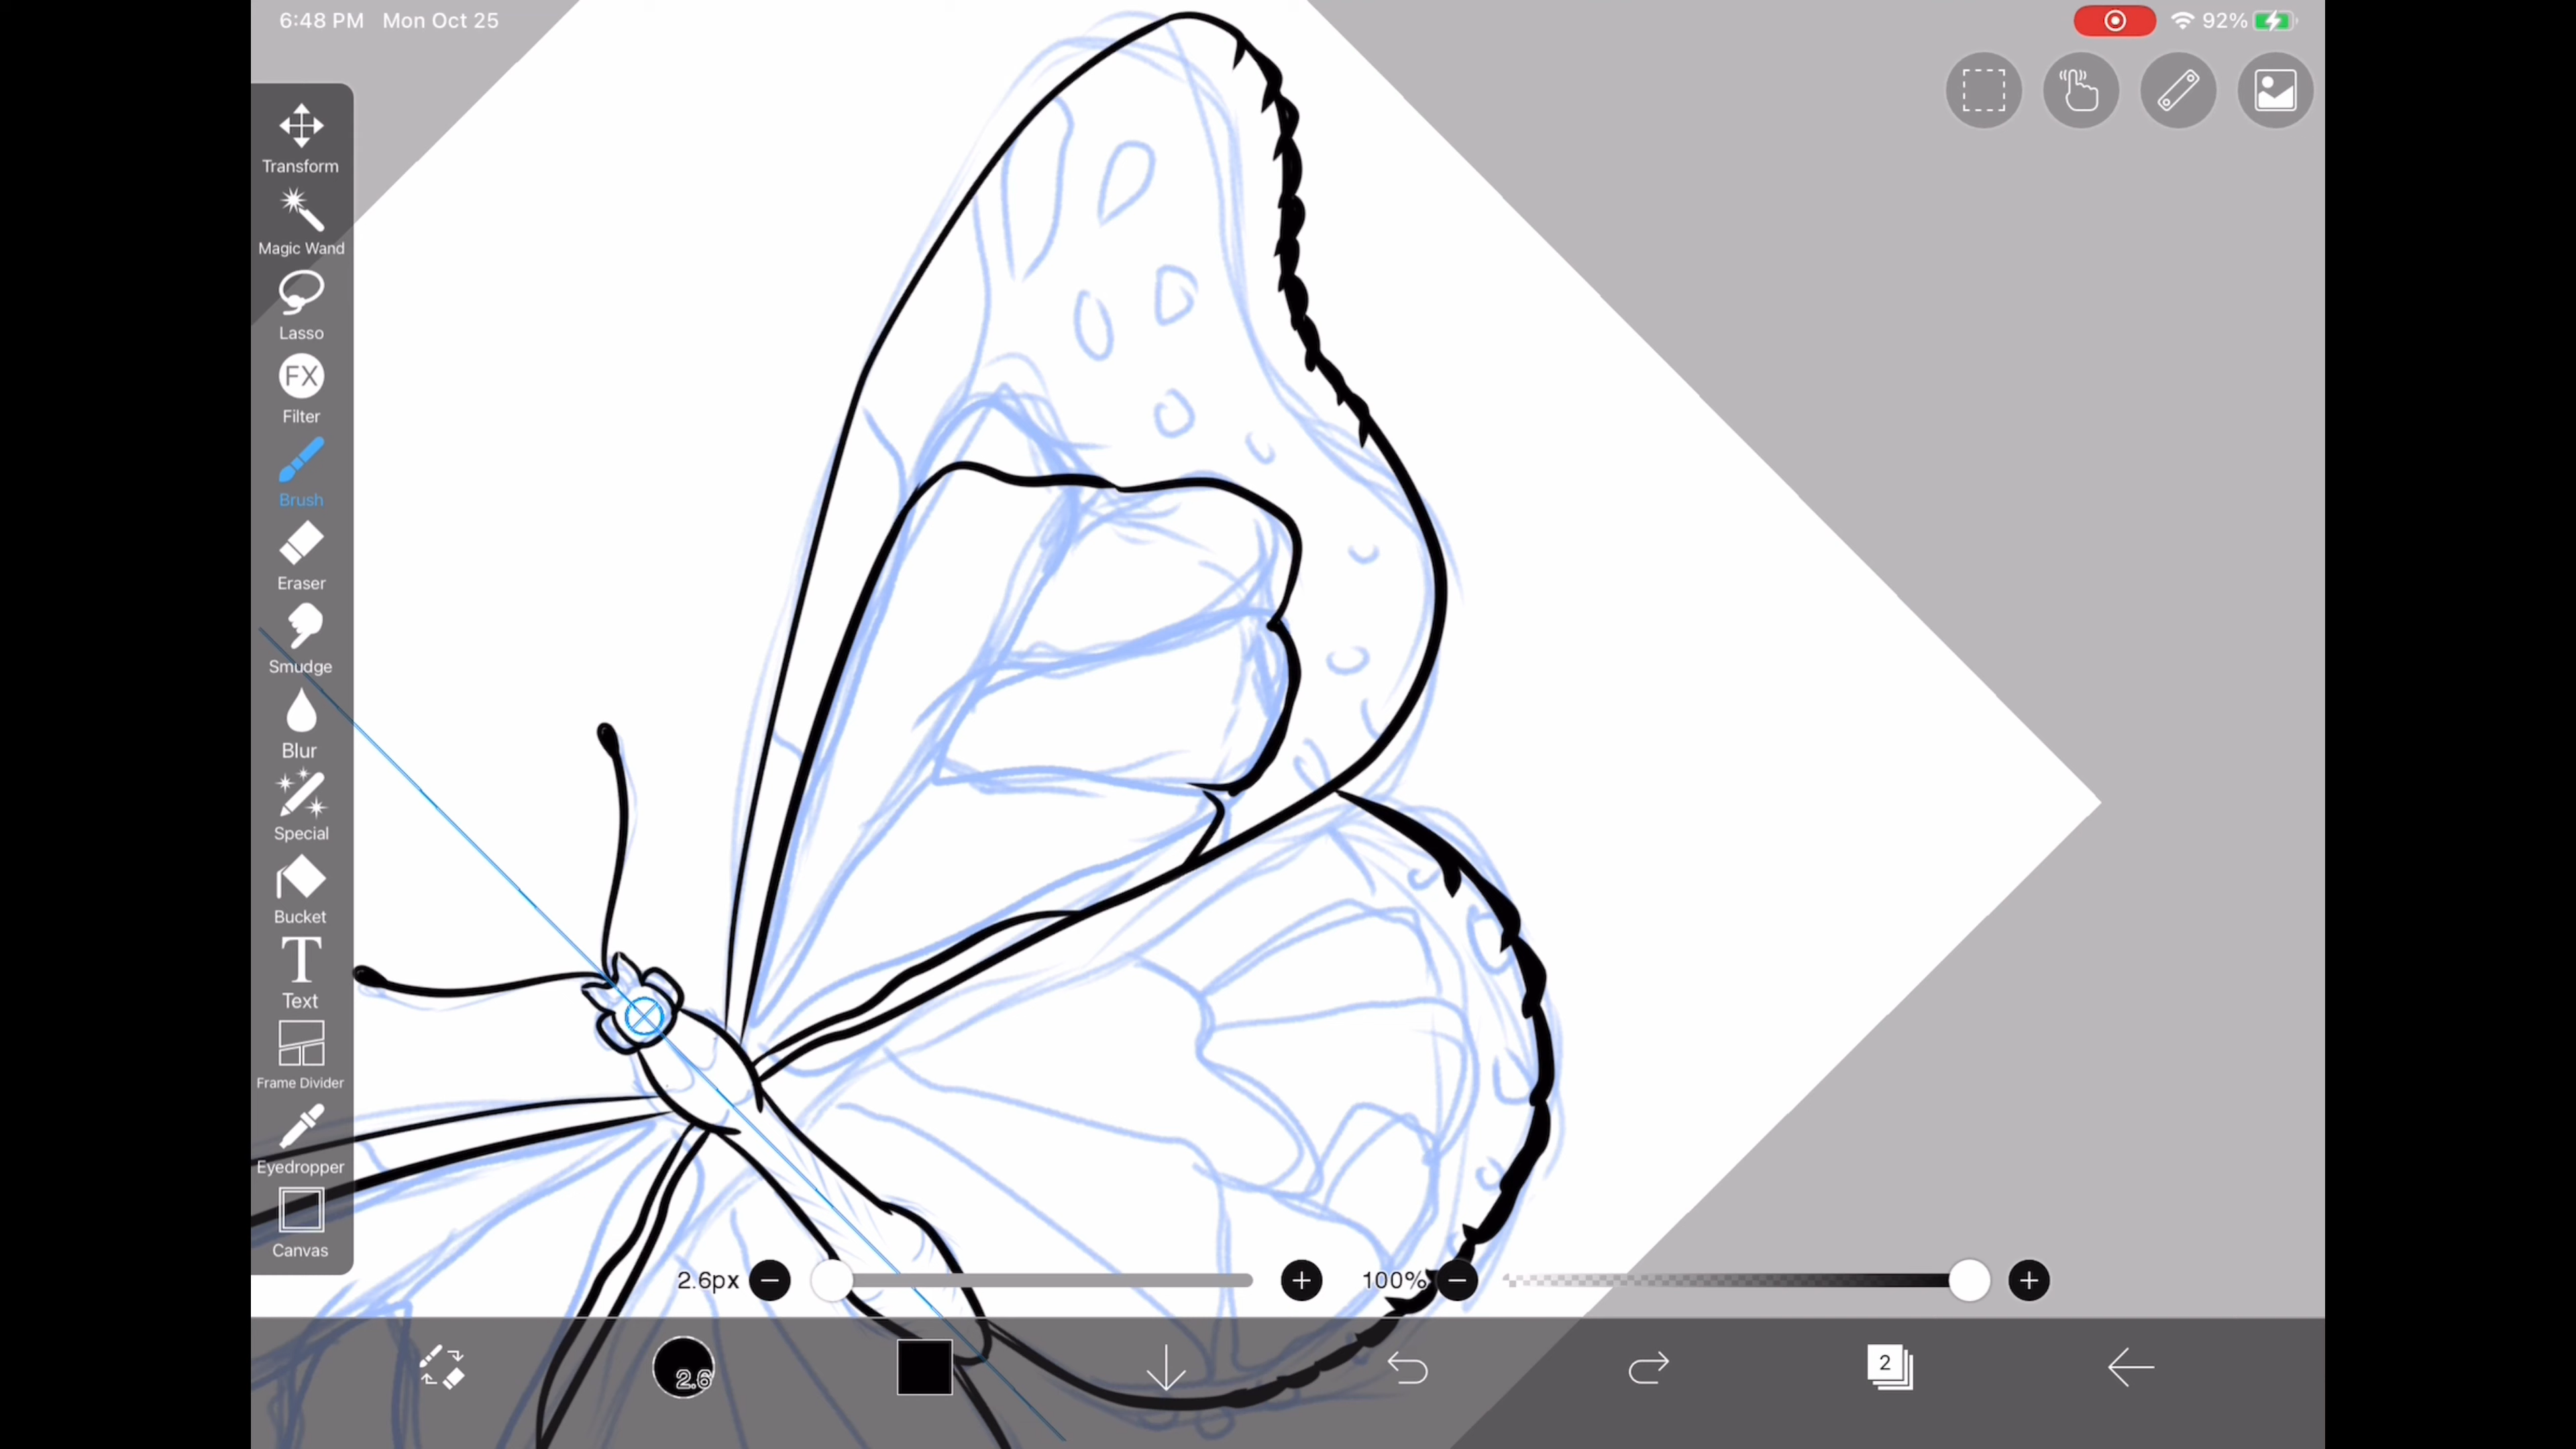 6:48 PM Mon Oct 25
92%
Transform
Magic Wand
Lasso
FX
Filter
Brush
Eraser
Smudge
Blur
Special
Bucket
T
Text
Frame Divider
Eyedropper
Canvas
2.6px
100%
2.6
2